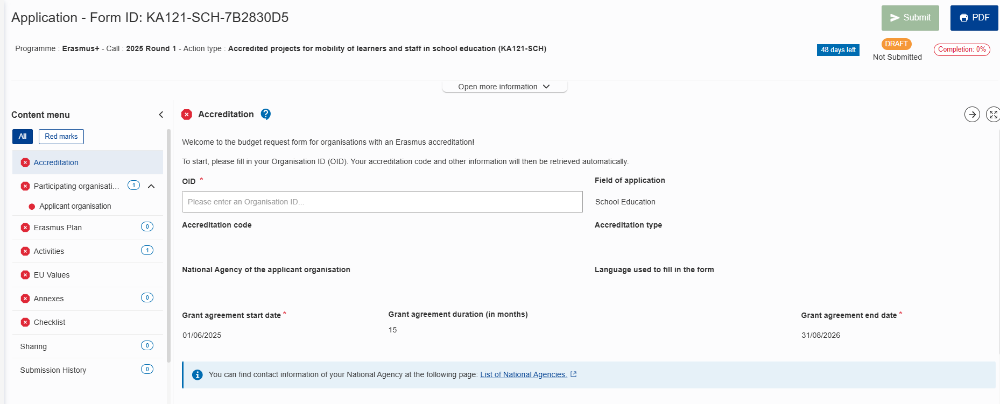 Application - Form ID: KA121-SCH-7B2830D5
Submit
PDF
Programme : Erasmus+ - Call : 2025 Round 1 - Action type : Accredited projects for mobility of learners and staff in school education (KA121-SCH)
48 days left
DRAFT
Not Submitted
Completion: 0%
Open more information
Content menu
All
Red marks
Accreditation
Participating organisati... 1
Applicant organisation
Erasmus Plan 0
Activities 1
EU Values
Annexes 0
Checklist
Sharing 0
Submission History 0
Accreditation
Welcome to the budget request form for organisations with an Erasmus accreditation!
To start, please fill in your Organisation ID (OID). Your accreditation code and other information will then be retrieved automatically.
OID *
Please enter an Organisation ID...
Field of application
School Education
Accreditation code
Accreditation type
National Agency of the applicant organisation
Language used to fill in the form
Grant agreement start date *
01/06/2025
Grant agreement duration (in months)
15
Grant agreement end date *
31/08/2026
You can find contact information of your National Agency at the following page: List of National Agencies.